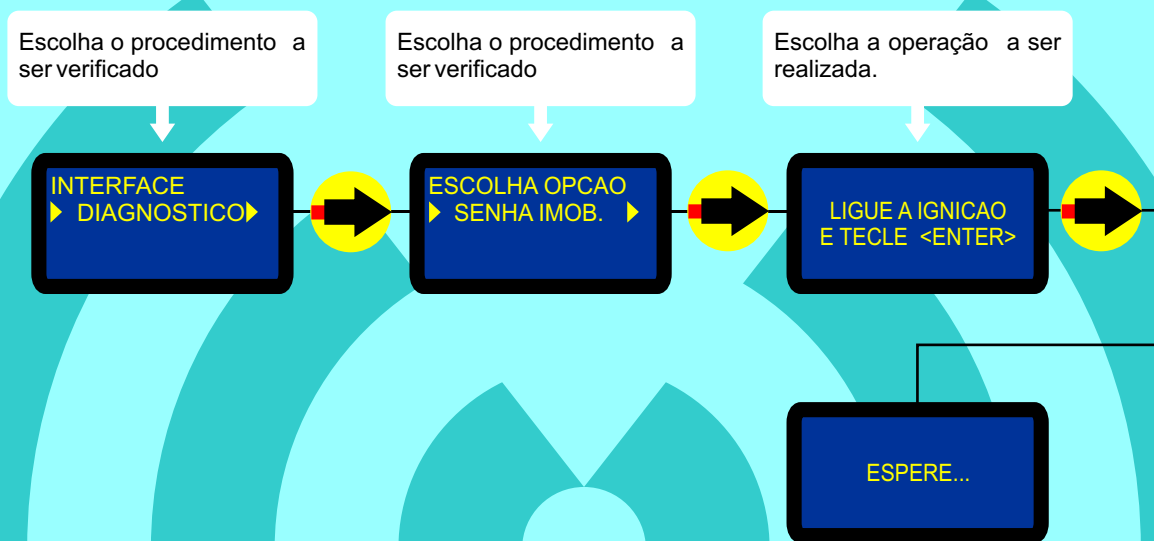 Escolha o procedimento a
ser verificado
Escolha o procedimento a
ser verificado
Escolha a operação a ser
realizada.
INTERFACE
DIAGNOSTICO
ESCOLHA OPCAO
SENHA IMOB.
LIGUE A IGNICAO
E TECLE <ENTER>
ESPERE...